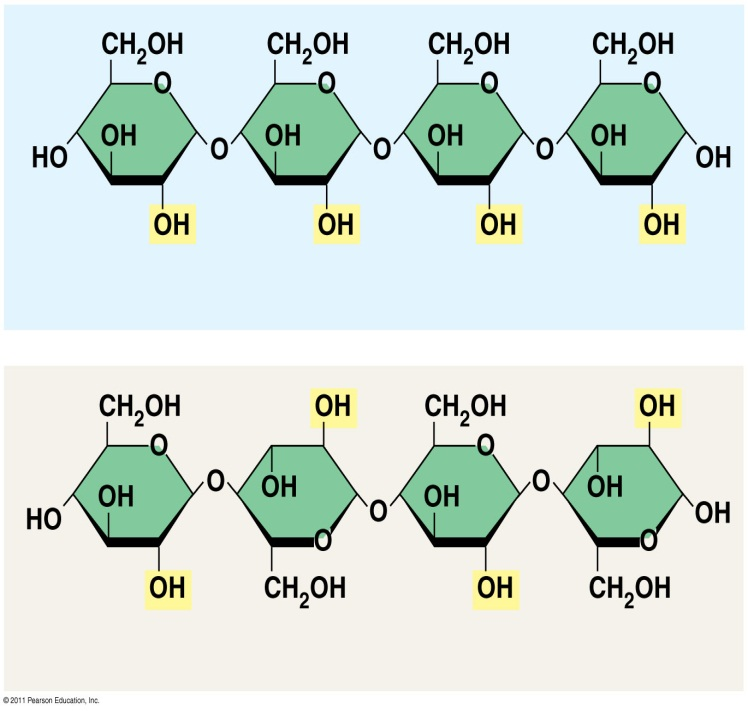 CH2OH CH2OH CH2OH CH2OH
O O O O
OH OH OH OH
HO O O O OH
OH OH OH OH
CH2OH OH CH2OH OH
O O
OH O OH OH O OH
HO O OH
O O
OH CH2OH OH CH2OH
© 2011 Pearson Education, Inc.